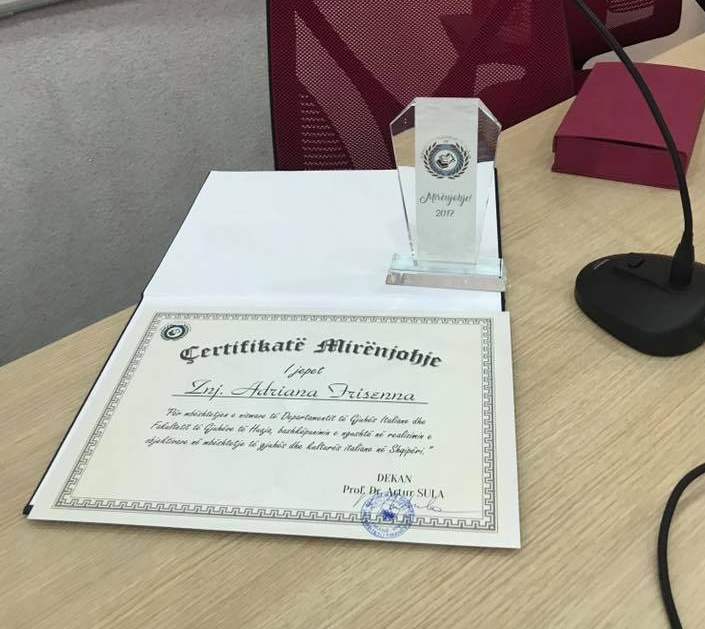 Mirënjohje!
2017
Çertifikatë Mirënjohje
I jepet
Znj. Adriana Frisenna
"Për mbështetjen e nismave të Departamentit të Gjuhës Italiane dhe
Fakultetit të Gjuhëve të Huaja, bashkëpunimin e ngushtë në realizimin e
objektivave në mbështetje të gjuhës dhe kulturës italiane në Shqipëri."
DEKAN
Prof. Dr. Artur SULA